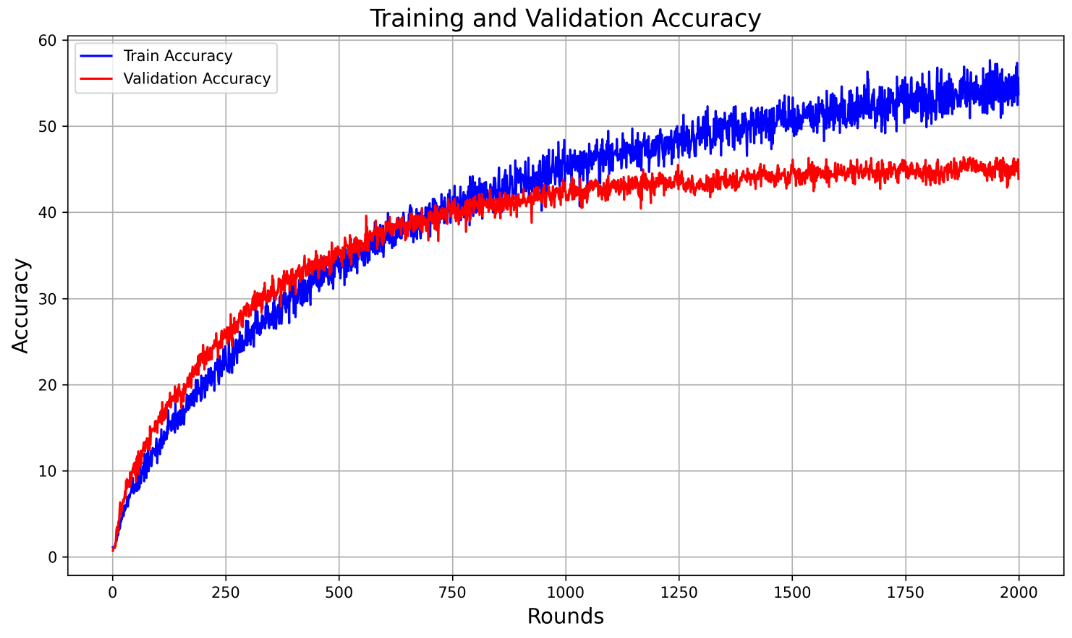 Training and Validation Accuracy
Train Accuracy
Validation Accuracy
60
50
40
30
20
10
0
Accuracy
0 250 500 750 1000 1250 1500 1750 2000
Rounds